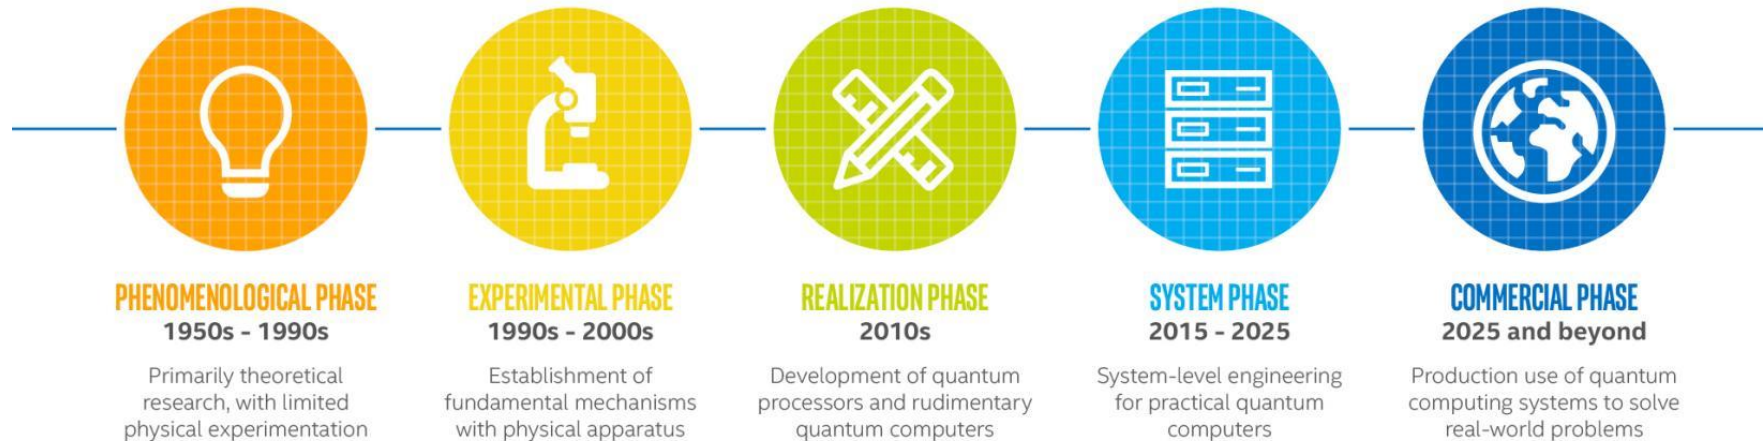 PHENOMENOLOGICAL PHASE
1950s - 1990s
Primarily theoretical
research, with limited
physical experimentation
EXPERIMENTAL PHASE
1990s - 2000s
Establishment of
fundamental mechanisms
with physical apparatus
REALIZATION PHASE
2010s
Development of quantum
processors and rudimentary
quantum computers
SYSTEM PHASE
2015 - 2025
System-level engineering
for practical quantum
computers
COMMERCIAL PHASE
2025 and beyond
Production use of quantum
computing systems to solve
real-world problems